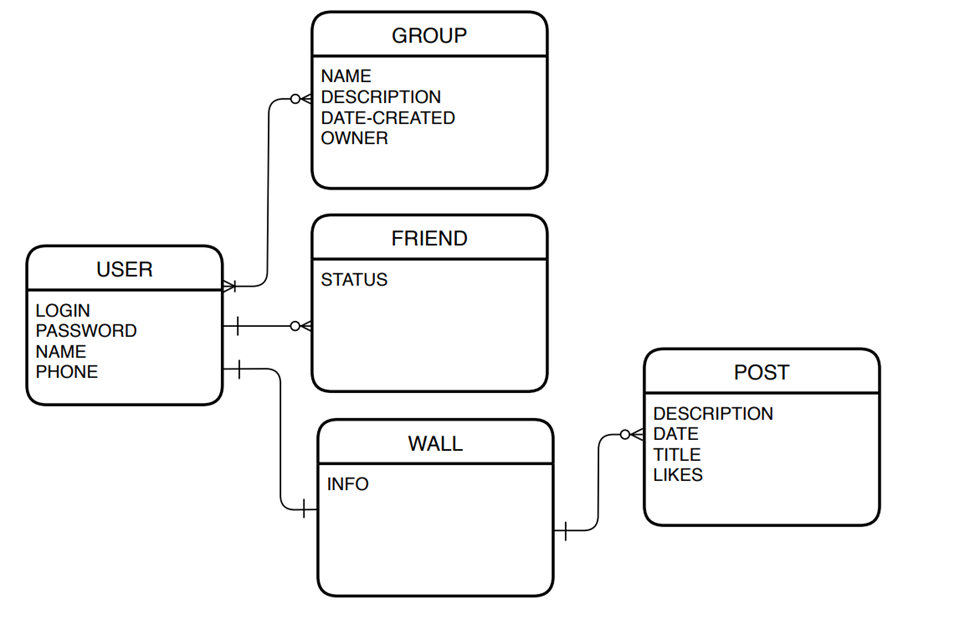 GROUP
NAME
DESCRIPTION
DATE-CREATED
OWNER
FRIEND
STATUS
USER
LOGIN
PASSWORD
NAME
PHONE
WALL
INFO
POST
DESCRIPTION
DATE
TITLE
LIKES